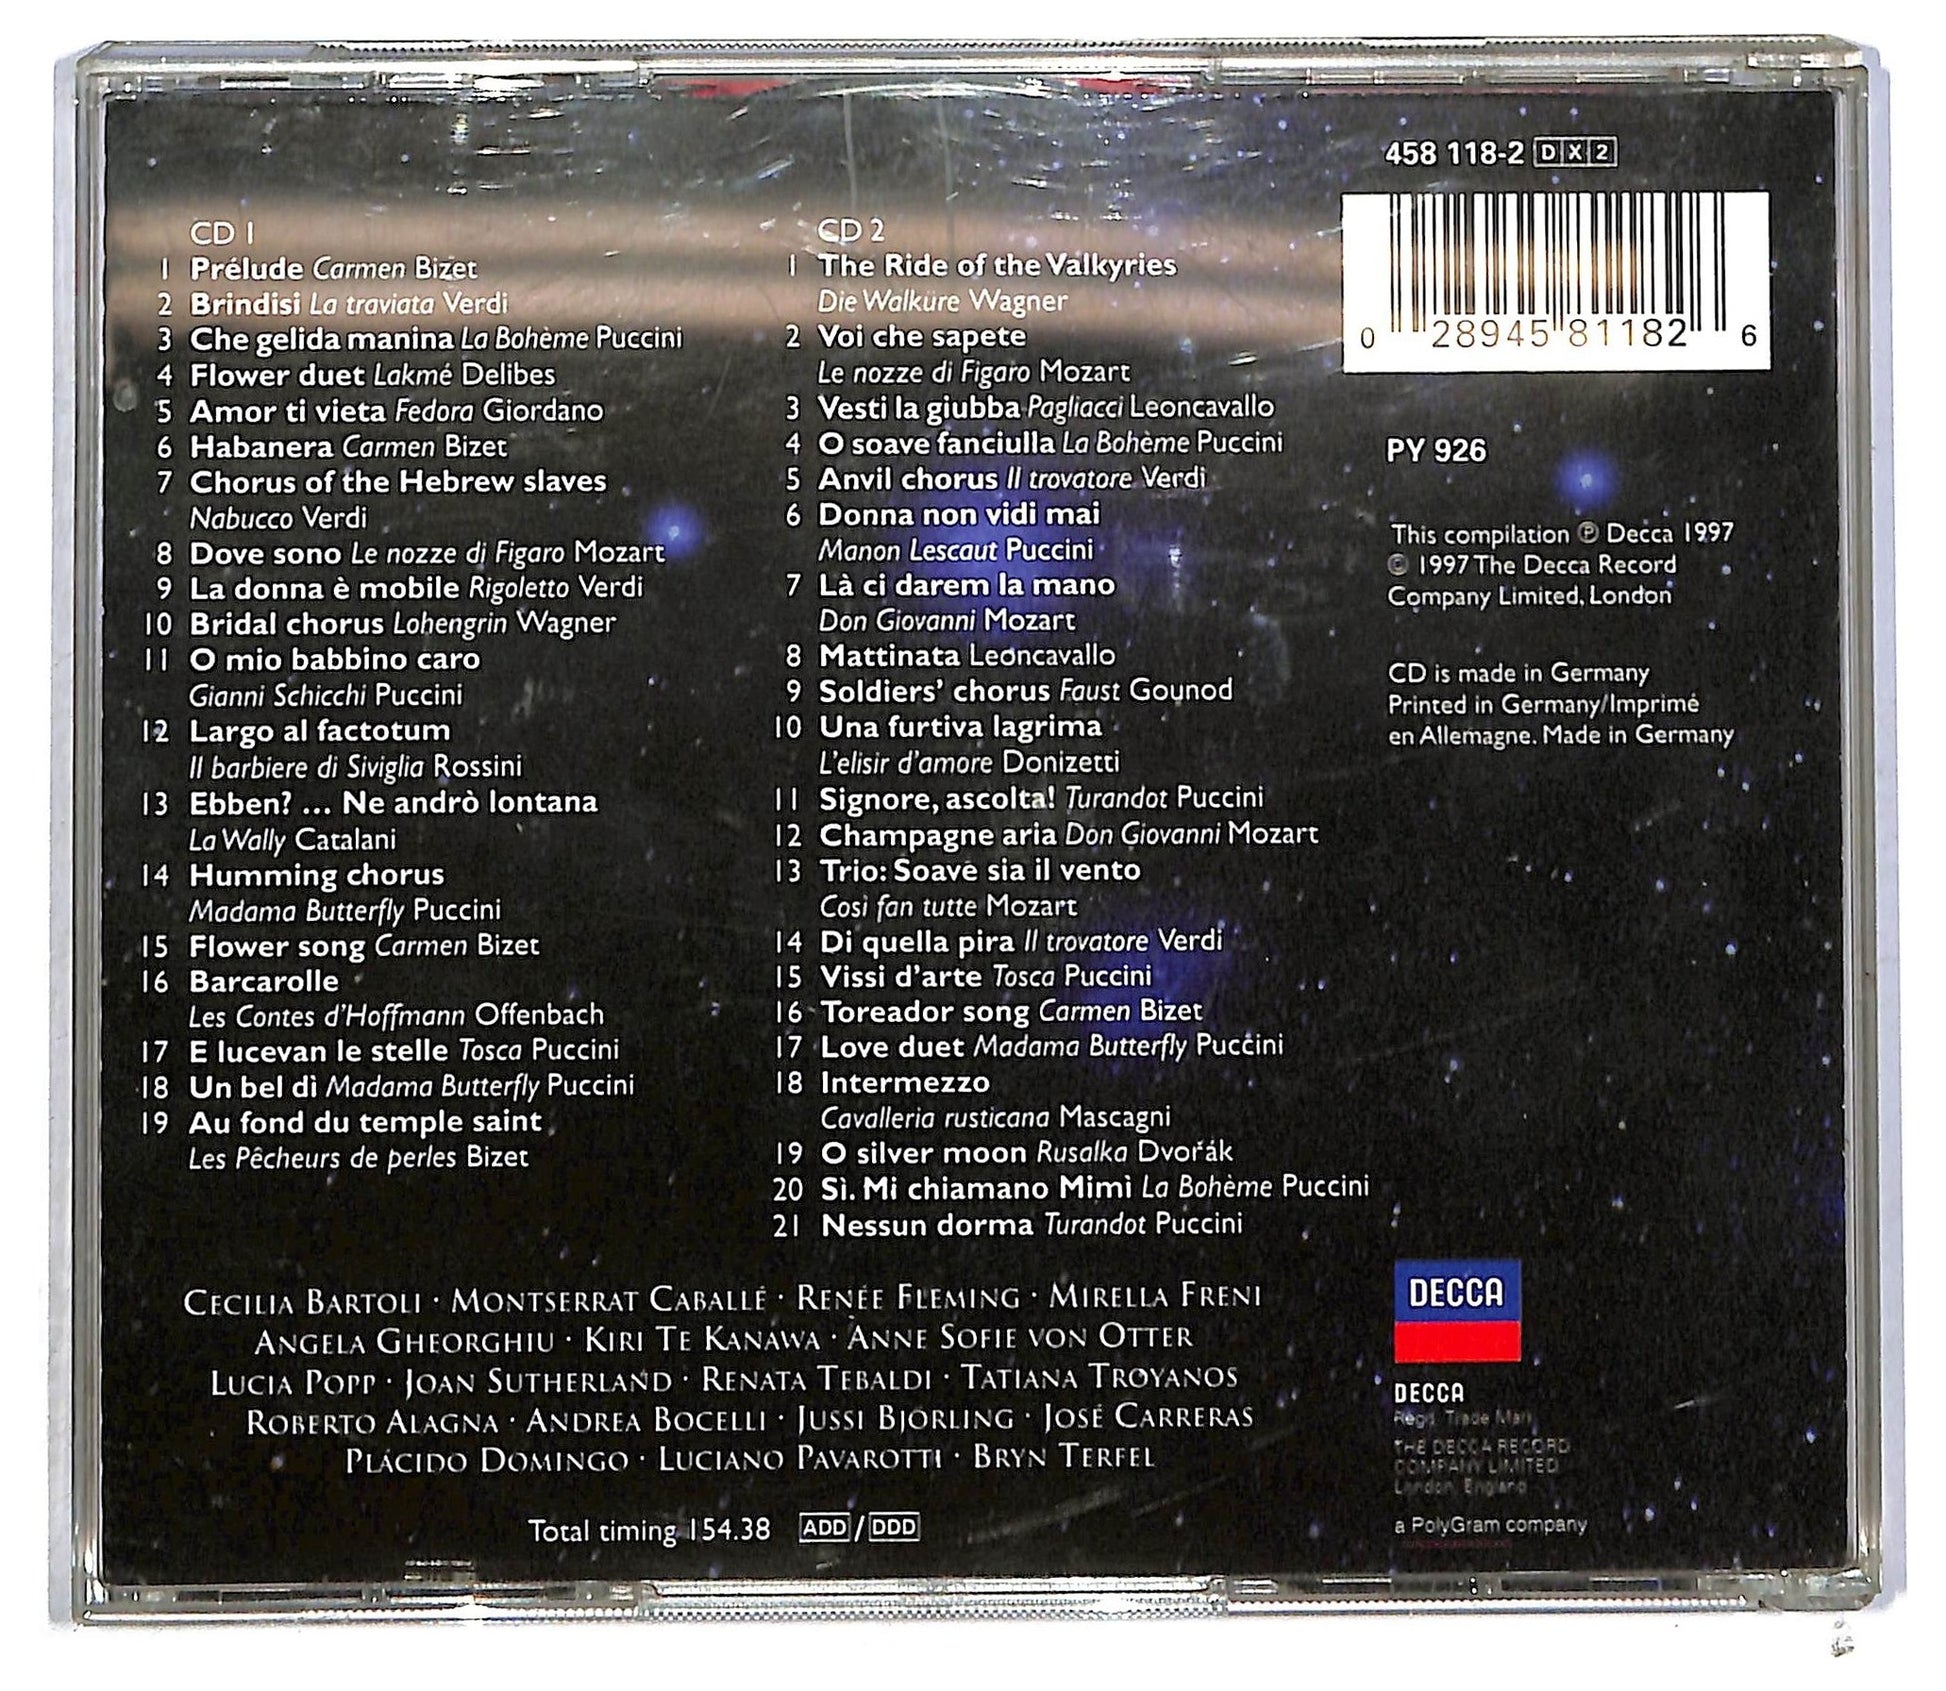 CD 1
1 Prélude Carmen Bizet
2 Brindisi La traviata Verdi
3 Che gelida manina La Bohème Puccini
4 Flower duet Lakmé Delibes
5 Amor ti vieta Fedora Giordano
6 Habanera Carmen Bizet
7 Chorus of the Hebrew slaves
Nabucco Verdi
8 Dove sono Le nozze di Figaro Mozart
9 La donna è mobile Rigoletto Verdi
10 Bridal chorus Lohengrin Wagner
11 O mio babbino caro
Gianni Schicchi Puccini
12 Largo al factotum
Il barbiere di Siviglia Rossini
13 Ebben? ... Ne andrò lontana
La Wally Catalani
14 Humming chorus
Madama Butterfly Puccini
15 Flower song Carmen Bizet
16 Barcarolle
Les Contes d'Hoffmann Offenbach
17 E lucevan le stelle Tosca Puccini
18 Un bel dì Madama Butterfly Puccini
19 Au fond du temple saint
Les Pêcheurs de perles Bizet
CD 2
1 The Ride of the Valkyries
Die Walküre Wagner
2 Voi che sapete
Le nozze di Figaro Mozart
3 Vesti la giubba Pagliacci Leoncavallo
4 O soave fanciulla La Bohème Puccini
5 Anvil chorus Il trovatore Verdi
6 Donna non vidi mai
Manon Lescaut Puccini
7 Là ci darem la mano
Don Giovanni Mozart
8 Mattinata Leoncavallo
9 Soldiers' chorus Faust Gounod
10 Una furtiva lagrima
L'elisir d'amore Donizetti
11 Signore, ascolta! Turandot Puccini
12 Champagne aria Don Giovanni Mozart
13 Trio: Soave sia il vento
Così fan tutte Mozart
14 Di quella pira Il trovatore Verdi
15 Vissi d'arte Tosca Puccini
16 Toreador song Carmen Bizet
17 Love duet Madama Butterfly Puccini
18 Intermezzo
Cavalleria rusticana Mascagni
19 O silver moon Rusalka Dvořák
20 Sì. Mi chiamano Mimì La Bohème Puccini
21 Nessun dorma Turandot Puccini
CECILIA BARTOLI · MONTSERRAT CABALLÉ · RENÉE FLEMING · MIRELLA FRENI
ANGELA GHEORGHIU · KIRI TE KANAWA · ANNE SOFIE VON OTTER
LUCIA POPP · JOAN SUTHERLAND · RENATA TEBALDI · TATIANA TROYANOS
ROBERTO ALAGNA · ANDREA BOCELLI · JUSSI BJÖRLING · JOSÉ CARRERAS
PLÁCIDO DOMINGO · LUCIANO PAVAROTTI · BRYN TERFEL
Total timing 154.38 ADD / DDD
458 118-2 D X 2
0 28945 81182 6
PY 926
This compilation ℗ Decca 1997
© 1997 The Decca Record
Company Limited, London
CD is made in Germany
Printed in Germany/Imprimé
en Allemagne. Made in Germany
DECCA
DECCA
Regd. Trade Mark
THE DECCA RECORD
COMPANY LIMITED
London, England
a PolyGram company